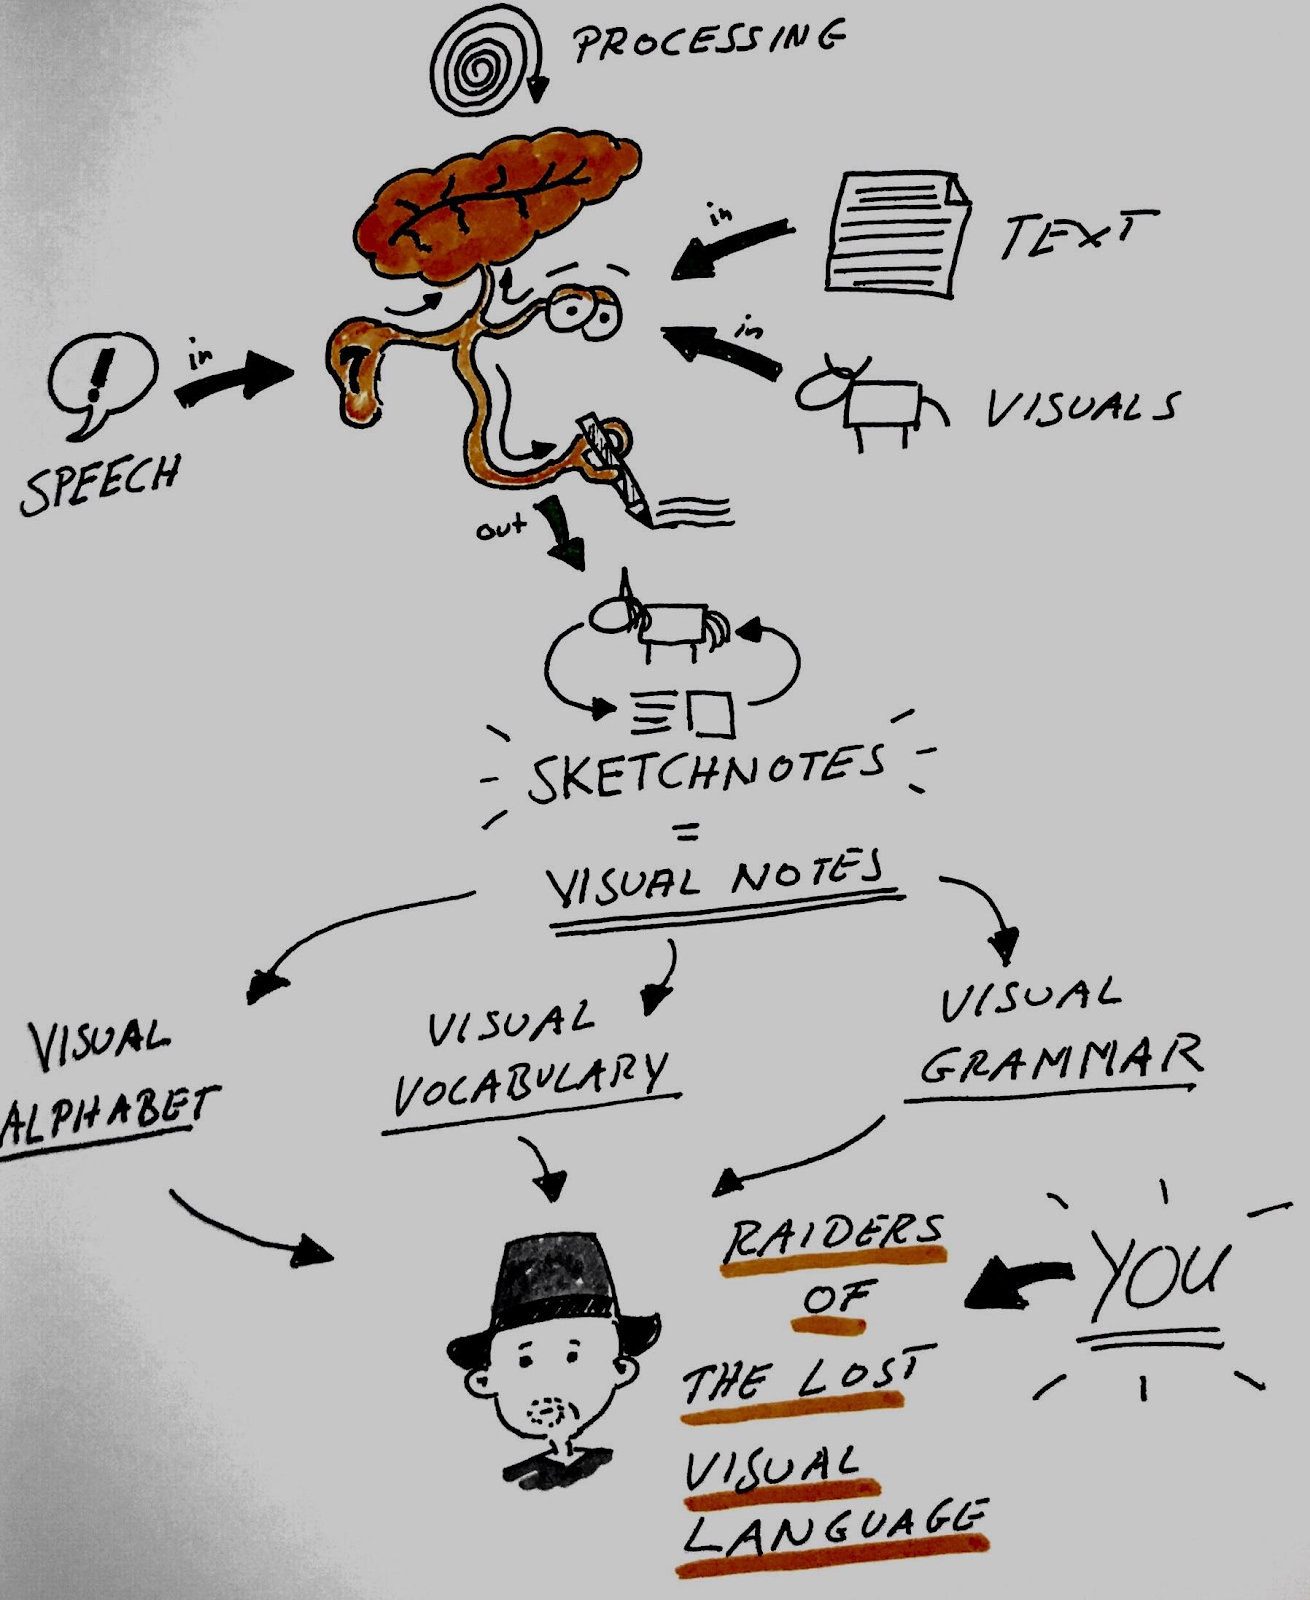 PROCESSING
in
TEXT
in
in
VISUALS
SPEECH
out
SKETCHNOTES
=
VISUAL NOTES
VISUAL
ALPHABET
VISUAL
VOCABULARY
VISUAL
GRAMMAR
RAIDERS
OF
THE LOST
VISUAL
LANGUAGE
YOU